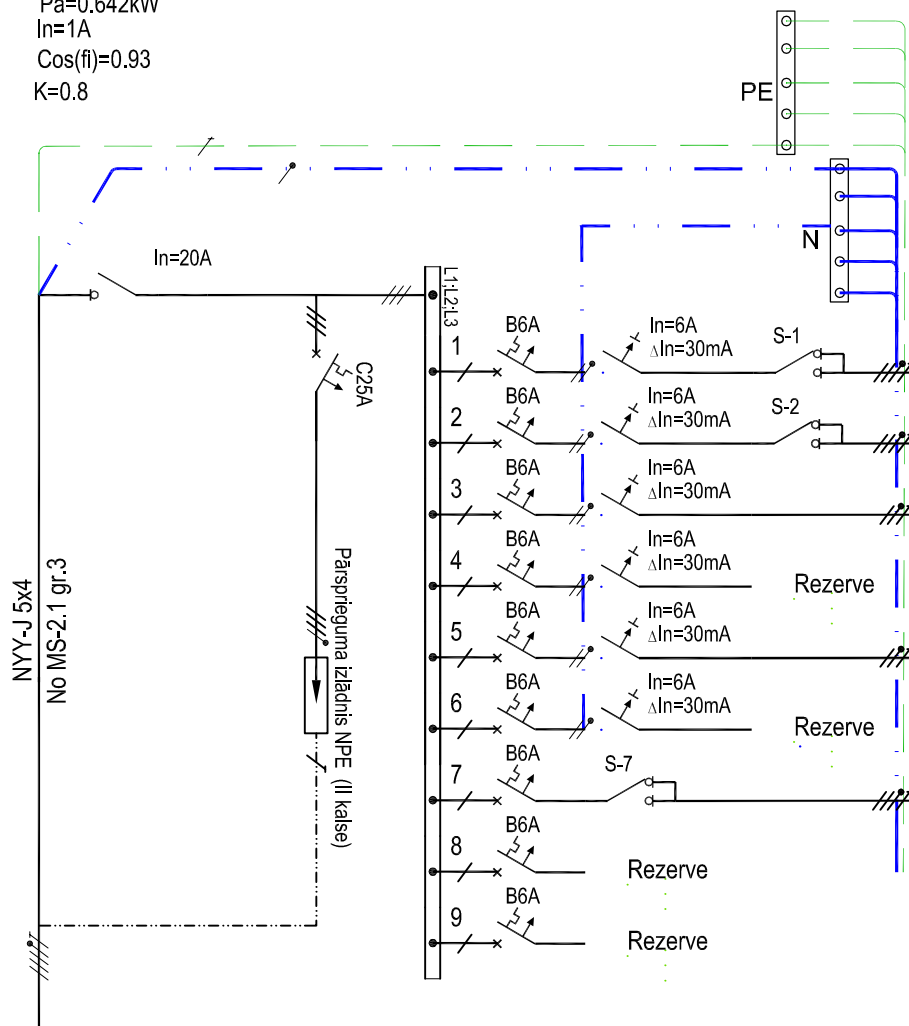 Pa=0.642kW
In=1A
Cos(fi)=0.93
K=0.8
PE
N
In=20A
L1;L2;L3
C25A
NYY-J 5x4
No MS-2.1 gr.3
Pārsprieguma izlādnis NPE (II kalse)
1 B6A In=6A
ΔIn=30mA S-1
2 B6A In=6A
ΔIn=30mA S-2
3 B6A In=6A
ΔIn=30mA
4 B6A In=6A
ΔIn=30mA Rezerve
5 B6A In=6A
ΔIn=30mA
6 B6A In=6A
ΔIn=30mA Rezerve
7 B6A S-7
8 B6A Rezerve
9 B6A Rezerve